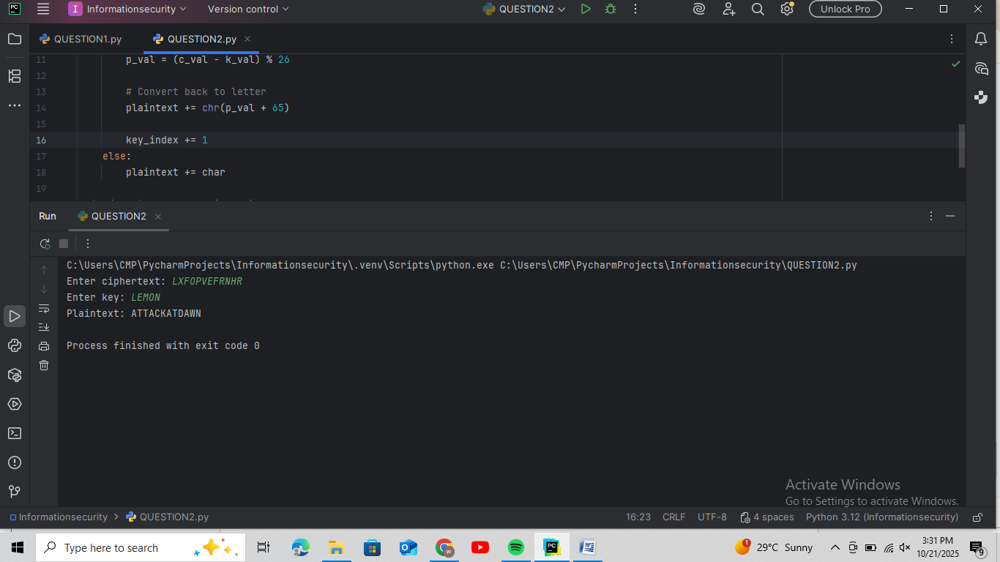 PC
I Informationsecurity Version control QUESTION2 Unlock Pro
QUESTION1.py QUESTION2.py
11 p_val = (c_val - k_val) % 26
12
13 # Convert back to letter
14 plaintext += chr(p_val + 65)
15
16 key_index += 1
17 else:
18 plaintext += char
19
Run QUESTION2
C:\Users\CMP\PycharmProjects\Informationsecurity\.venv\Scripts\python.exe C:\Users\CMP\PycharmProjects\Informationsecurity\QUESTION2.py
Enter ciphertext: LXFOPVEFRNHR
Enter key: LEMON
Plaintext: ATTACKATDAWN
Process finished with exit code 0
Activate Windows
Go to Settings to activate Windows.
Informationsecurity > QUESTION2.py 16:23 CRLF UTF-8 4 spaces Python 3.12 (Informationsecurity)
Type here to search 1 29°C Sunny 3:31 PM
10/21/2025 9